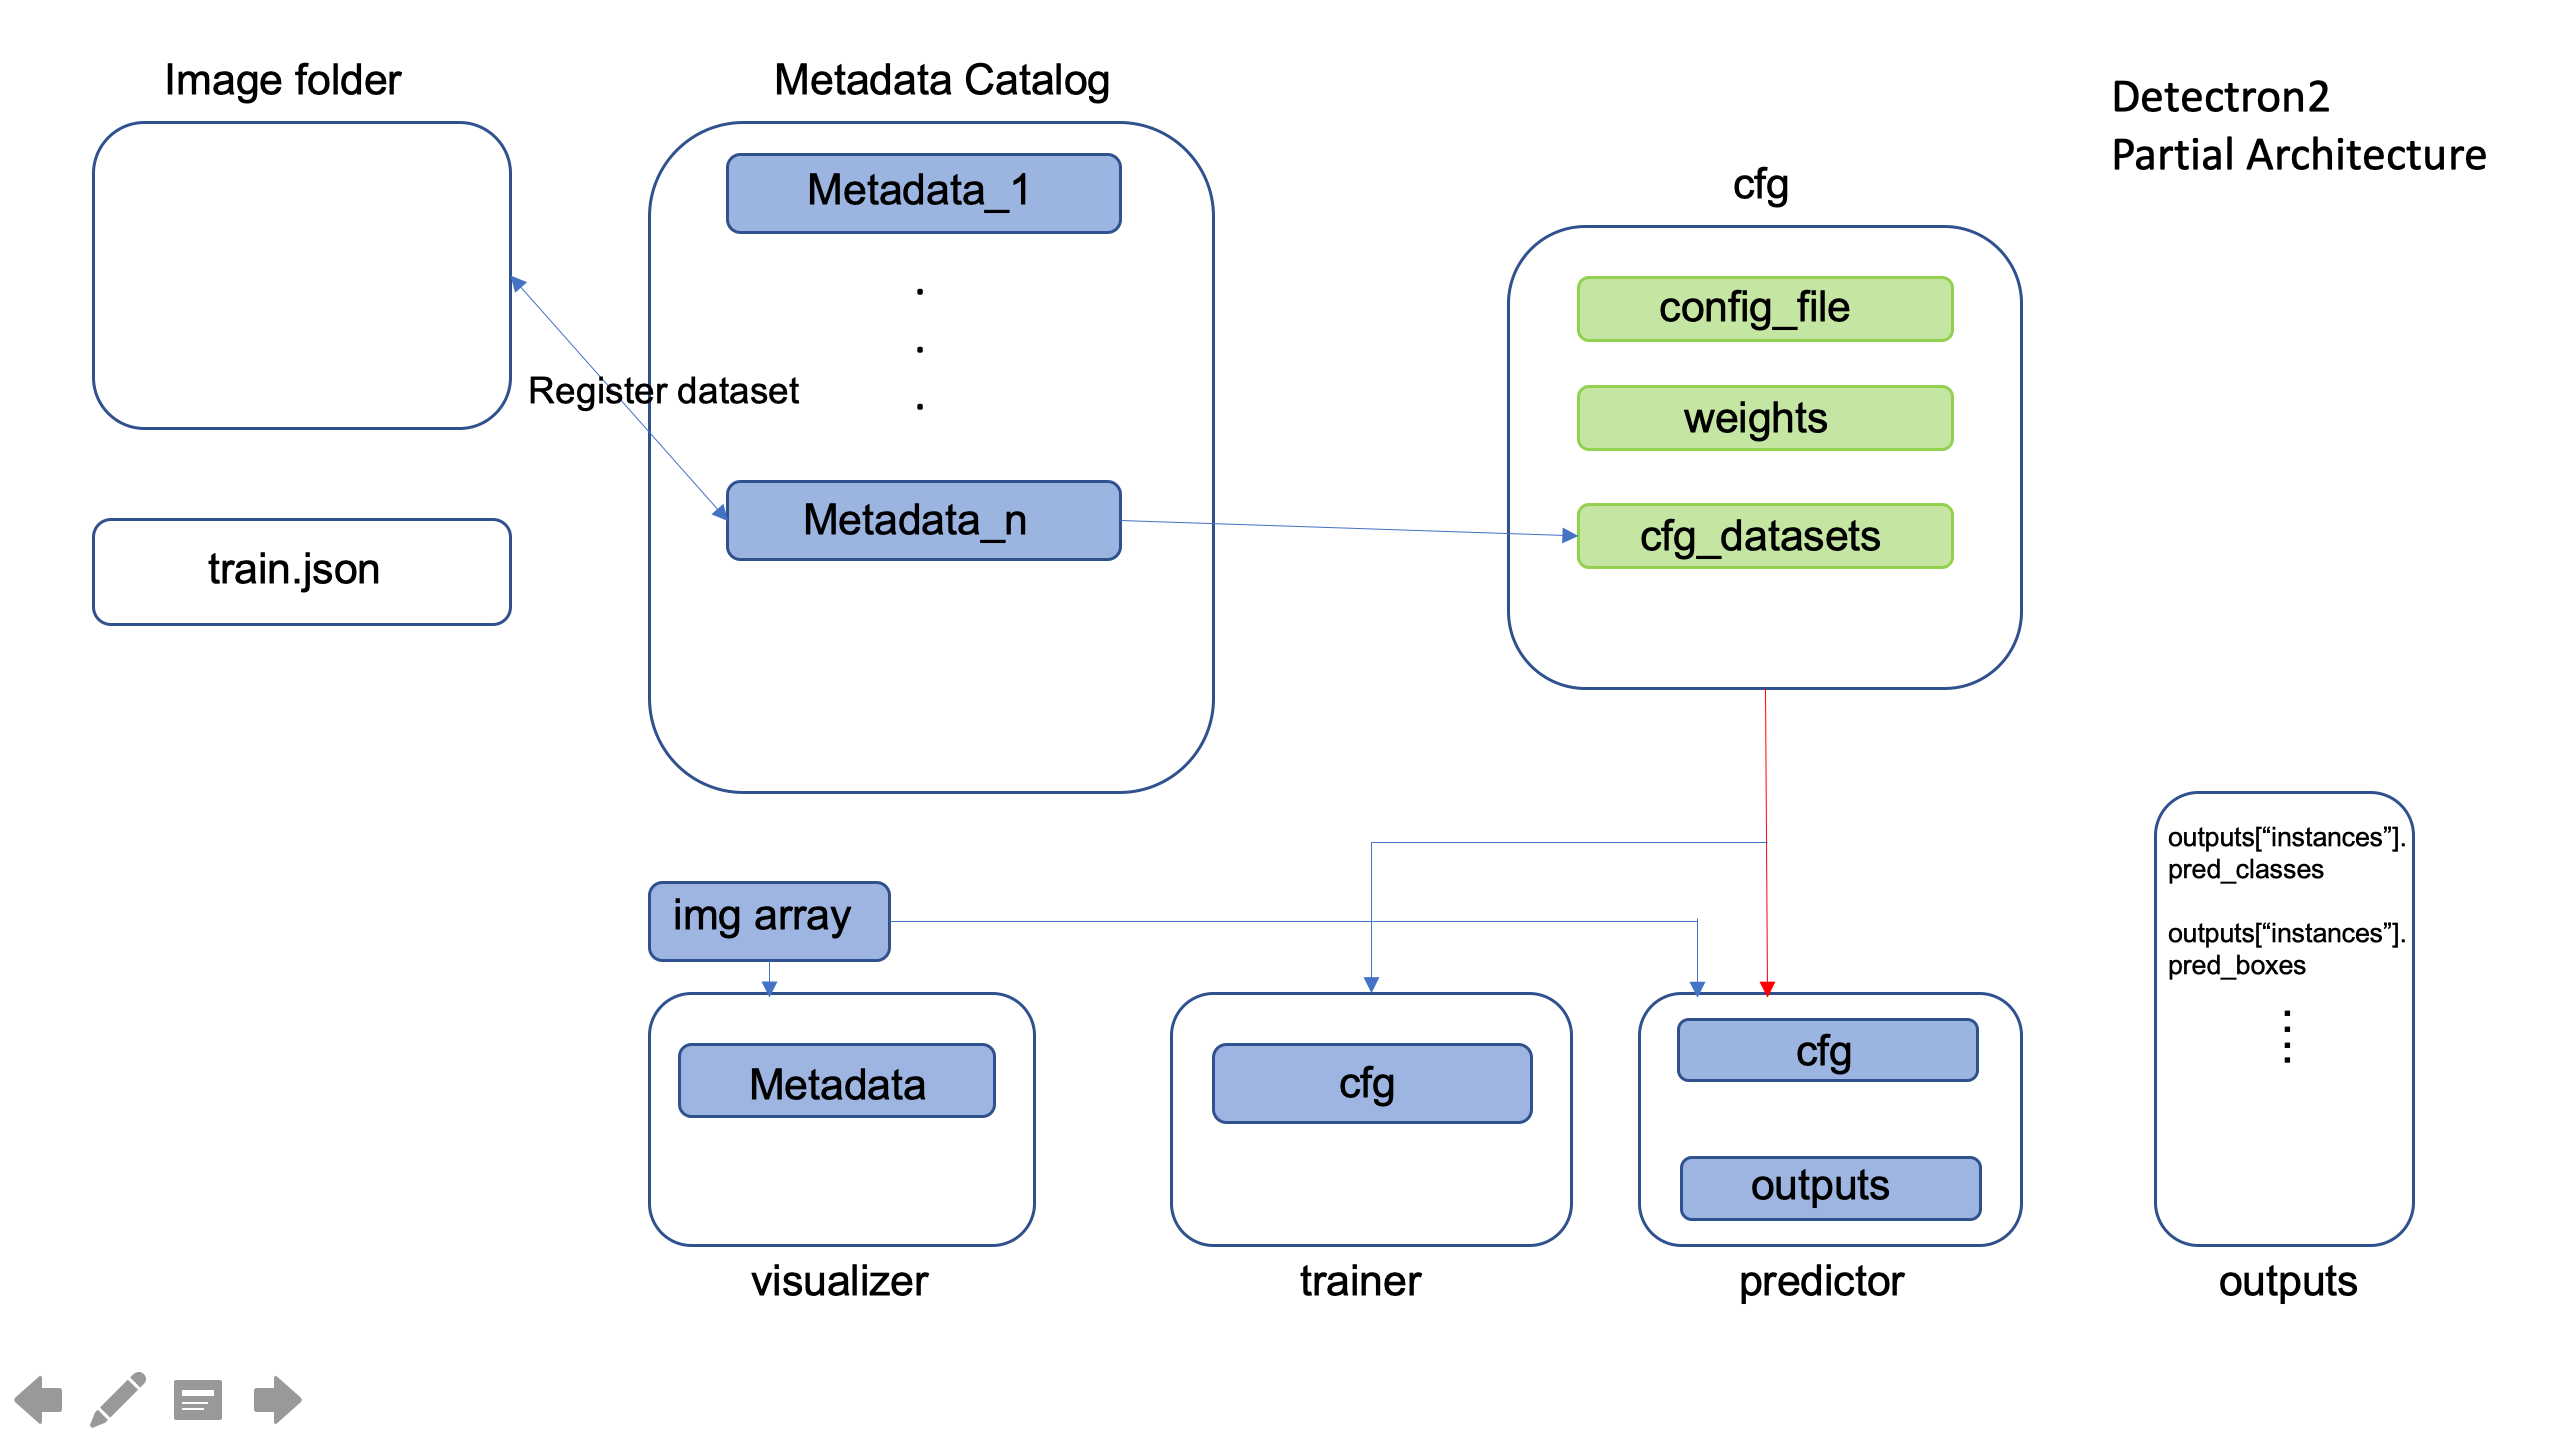 Image folder
Metadata Catalog
Detectron2
Partial Architecture
Metadata_1
cfg
.
.
.
config_file
Register dataset
weights
Metadata_n
cfg_datasets
train.json
outputs[“instances”].
pred_classes
img array
outputs[“instances”].
pred_boxes
Metadata
cfg
cfg
outputs
visualizer
trainer
predictor
outputs